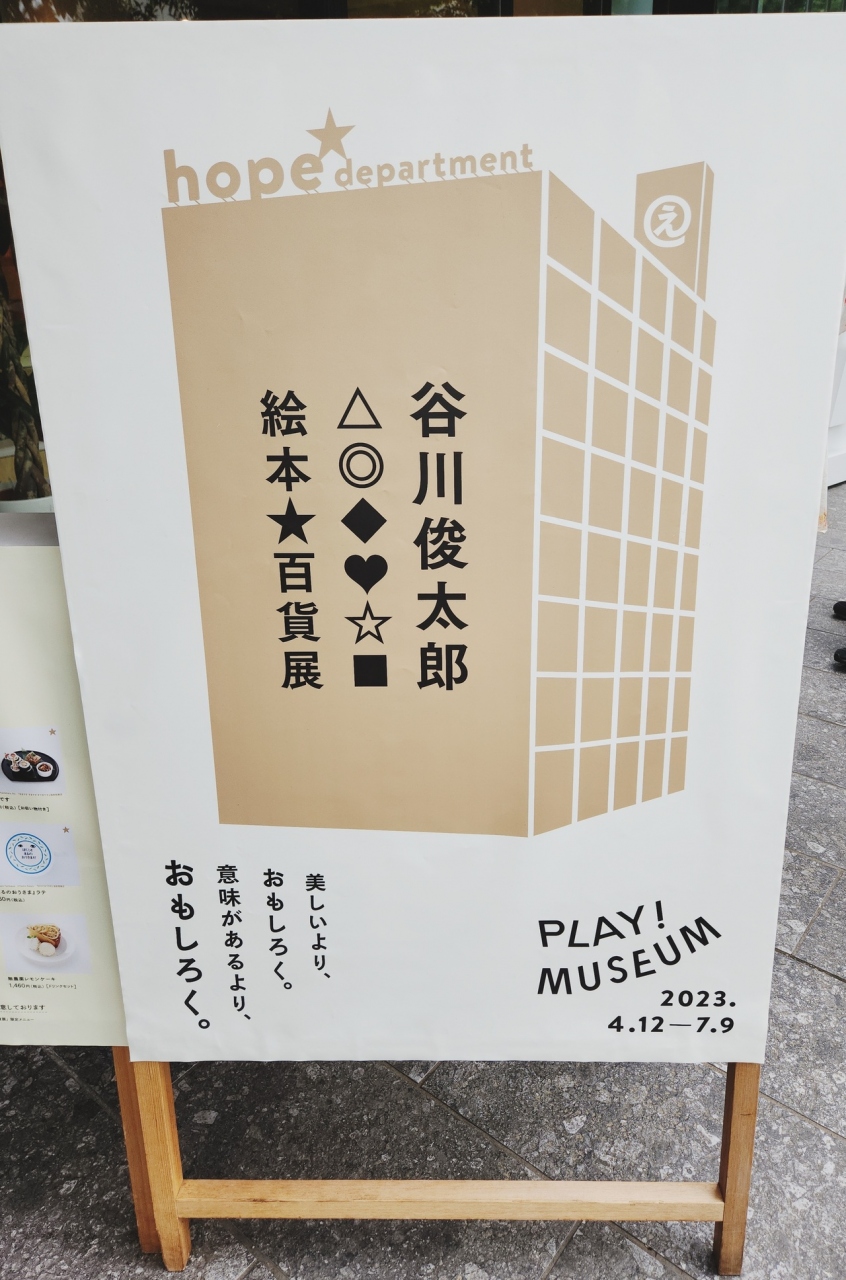 hope★department
え
谷川俊太郎
△◎◆♥☆■
絵本★百貨展
美しいより、
おもしろく。
意味があるより、
おもしろく。
PLAY!
MUSEUM
2023.
4.12—7.9